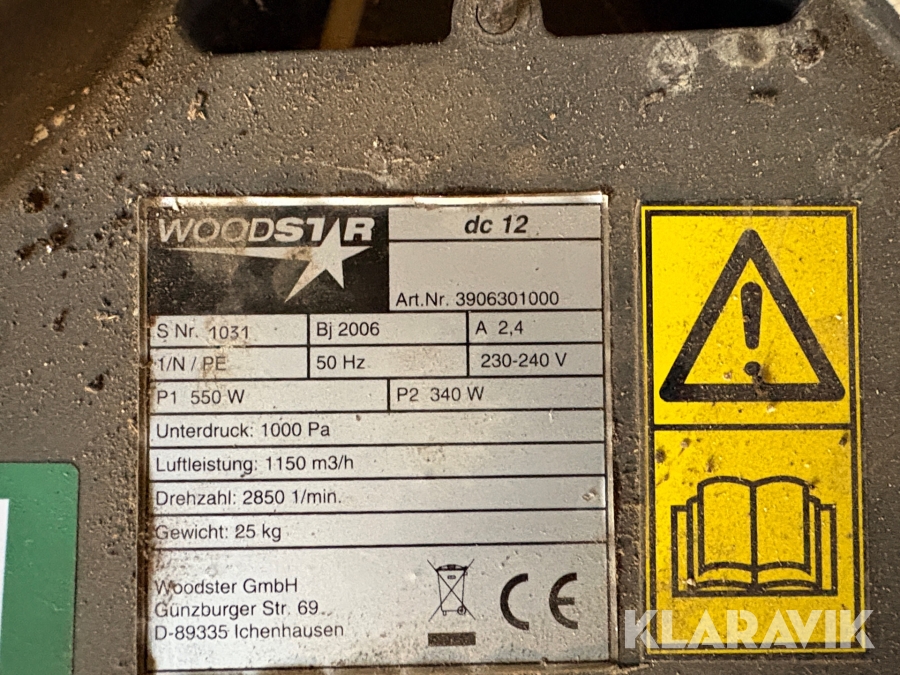 WOODSTAR
dc 12
Art.Nr. 3906301000
S Nr. 1031
Bj 2006
A 2,4
1/N / PE
50 Hz
230-240 V
P1 550 W
P2 340 W
Unterdruck: 1000 Pa
Luftleistung: 1150 m3/h
Drehzahl: 2850 1/min.
Gewicht: 25 kg
Woodster GmbH
Günzburger Str. 69
D-89335 Ichenhausen
CE
KLARAVIK